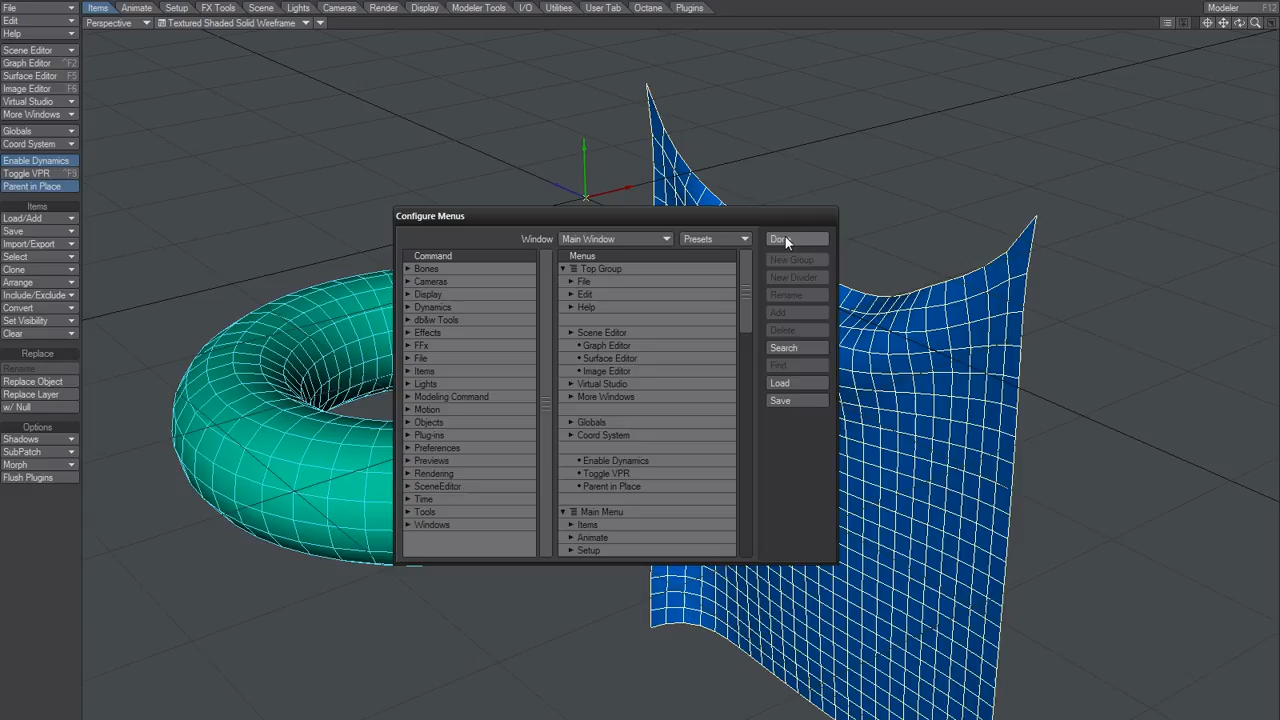 File Items Animate Setup FX Tools Scene Lights Cameras Render Display Modeler Tools I/O Utilities User Tab Octane Plugins Modeler F12
Edit Perspective Textured Shaded Solid Wireframe
Help
Scene Editor
Graph Editor ^F2
Surface Editor F5
Image Editor F6
Virtual Studio
More Windows
Globals
Coord System
Enable Dynamics
Toggle VPR ^F9
Parent in Place
Items
Load/Add
Save
Import/Export
Select
Clone
Arrange
Include/Exclude
Convert
Set Visibility
Clear
Replace
Rename
Replace Object
Replace Layer
w/ Null
Options
Shadows
SubPatch
Morph
Flush Plugins
Configure Menus
Window Main Window Presets
Command
Bones
Cameras
Display
Dynamics
db&w Tools
Effects
FFx
File
Items
Lights
Modeling Command
Motion
Objects
Plug-ins
Preferences
Previews
Rendering
SceneEditor
Time
Tools
Windows
Menus
Top Group
File
Edit
Help
Scene Editor
Graph Editor
Surface Editor
Image Editor
Virtual Studio
More Windows
Globals
Coord System
Enable Dynamics
Toggle VPR
Parent in Place
Main Menu
Items
Animate
Setup
Done
New Group
New Divider
Rename
Add
Delete
Search
Find
Load
Save